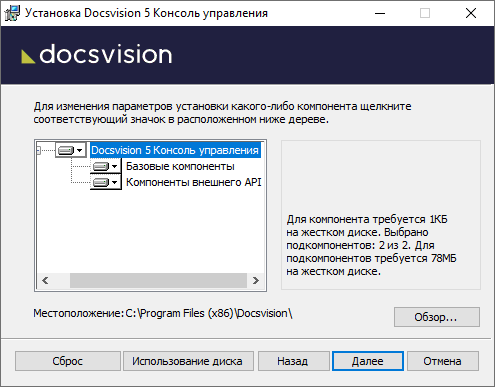 Установка Docsvision 5 Консоль управления
docsvision
Для изменения параметров установки какого-либо компонента щелкните
соответствующий значок в расположенном ниже дереве.
Docsvision 5 Консоль управления
Базовые компоненты
Компоненты внешнего API
Для компонента требуется 1КБ
на жестком диске. Выбрано
подкомпонентов: 2 из 2. Для
подкомпонентов требуется 78МБ
на жестком диске.
Местоположение: C:\Program Files (x86)\Docsvision\
Обзор...
Сброс Использование диска Назад Далее Отмена